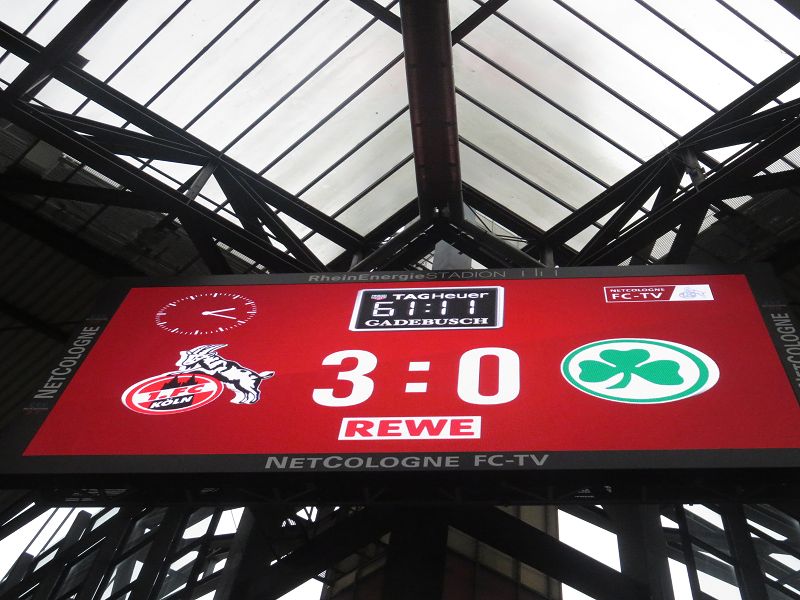 RheinEnergieSTADION
TAGHeuer
61:11
GADEBUSCH
NETCOLOGNE
FC-TV
NETCOLOGNE
1.FC
KÖLN
3:0
REWE
NETCOLOGNE
NETCOLOGNE FC-TV